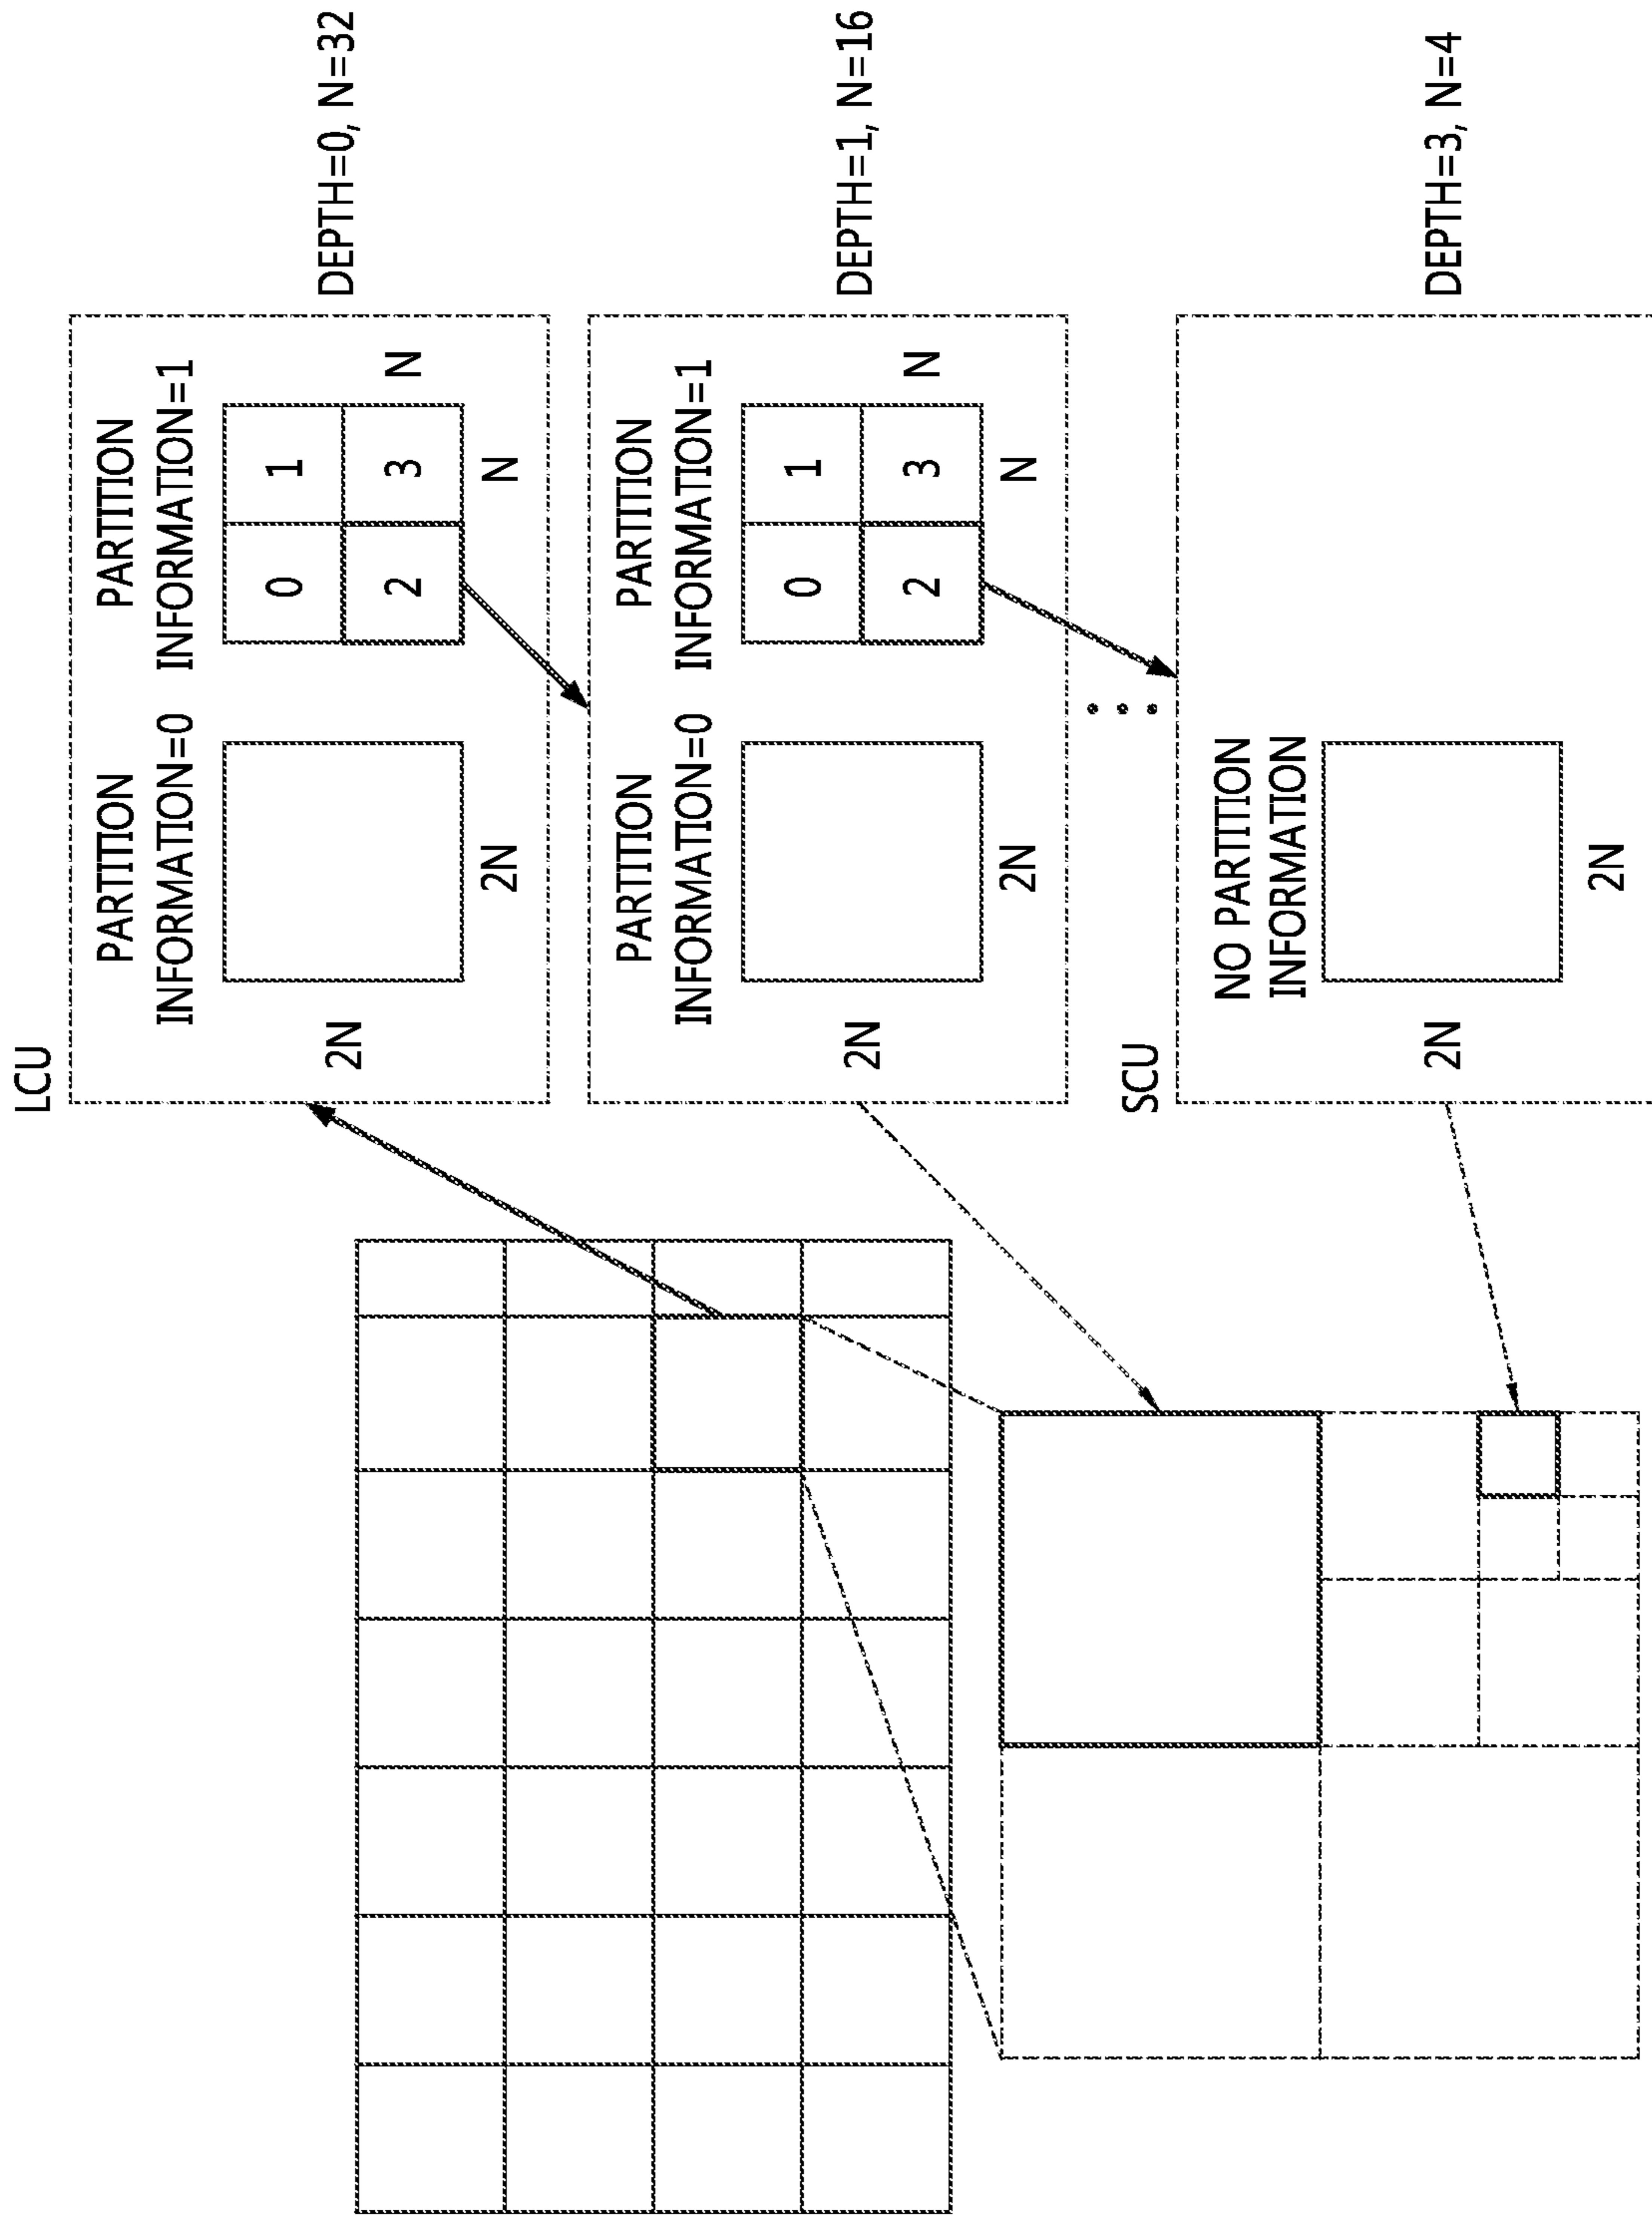 LCU
PARTITION
INFORMATION=0
PARTITION
INFORMATION=1
2N
0
1
2
3
N
2N
N
DEPTH=0, N=32
PARTITION
INFORMATION=0
PARTITION
INFORMATION=1
2N
0
1
2
3
N
2N
N
DEPTH=1, N=16
SCU
NO PARTITION
INFORMATION
2N
2N
DEPTH=3, N=4